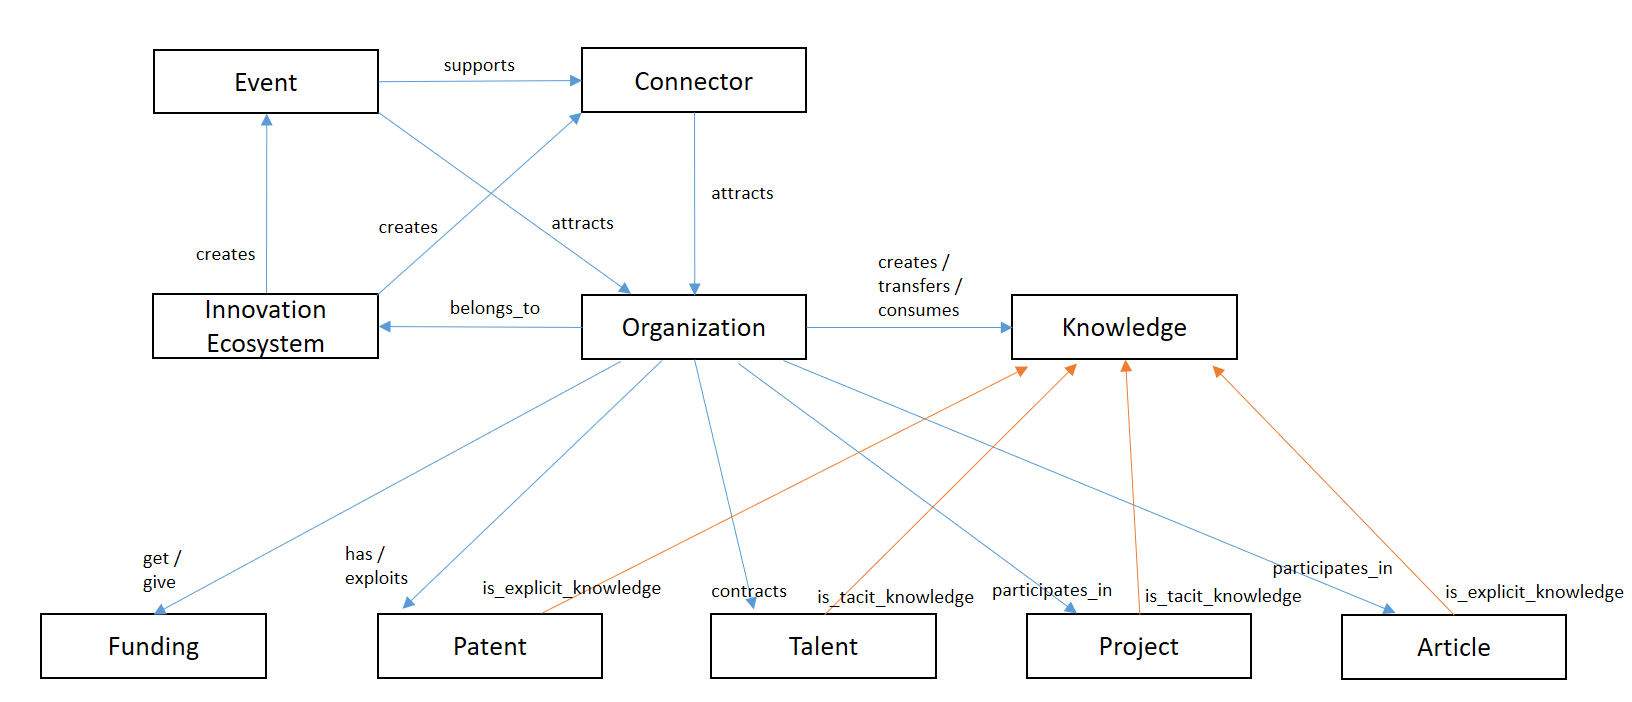 Event
supports
Connector
attracts
attracts
creates
creates
creates /
transfers /
consumes
Innovation
Ecosystem
belongs_to
Organization
Knowledge
get /
give
has /
exploits
is_explicit_knowledge
contracts
is_tacit_knowledge
participates_in
is_tacit_knowledge
participates_in
is_explicit_knowledge
Funding
Patent
Talent
Project
Article